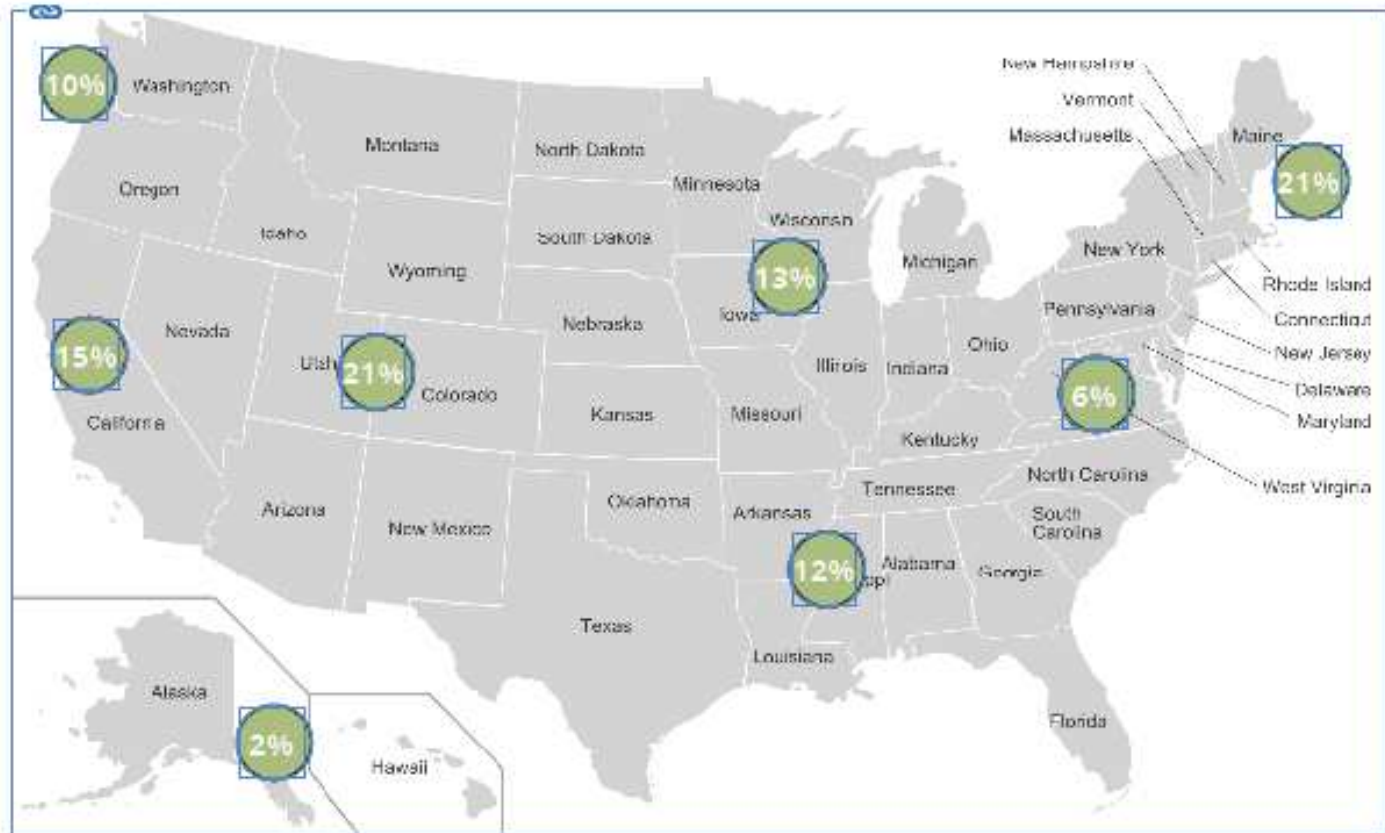 New Hampshire
10%
Washington
Vermont
Massachusetts
Maine
Montana
North Dakota
Minnesota
21%
Oregon
Wisconsin
Idaho
South Dakota
New York
Wyoming
Michigan
13%
Rhode Island
Iowa
Pennsylvania
Connecticut
Nevada
Nebraska
Ohio
New Jersey
15%
Utah
21%
Illinois
Indiana
Delaware
Colorado
6%
California
Kansas
Missouri
Maryland
Kentucky
North Carolina
West Virginia
Tennessee
Oklahoma
Arizona
Arkansas
New Mexico
South
Carolina
12%
ppi
Alabama
Georgia
Texas
Louisiana
Alaska
Florida
2%
Hawaii